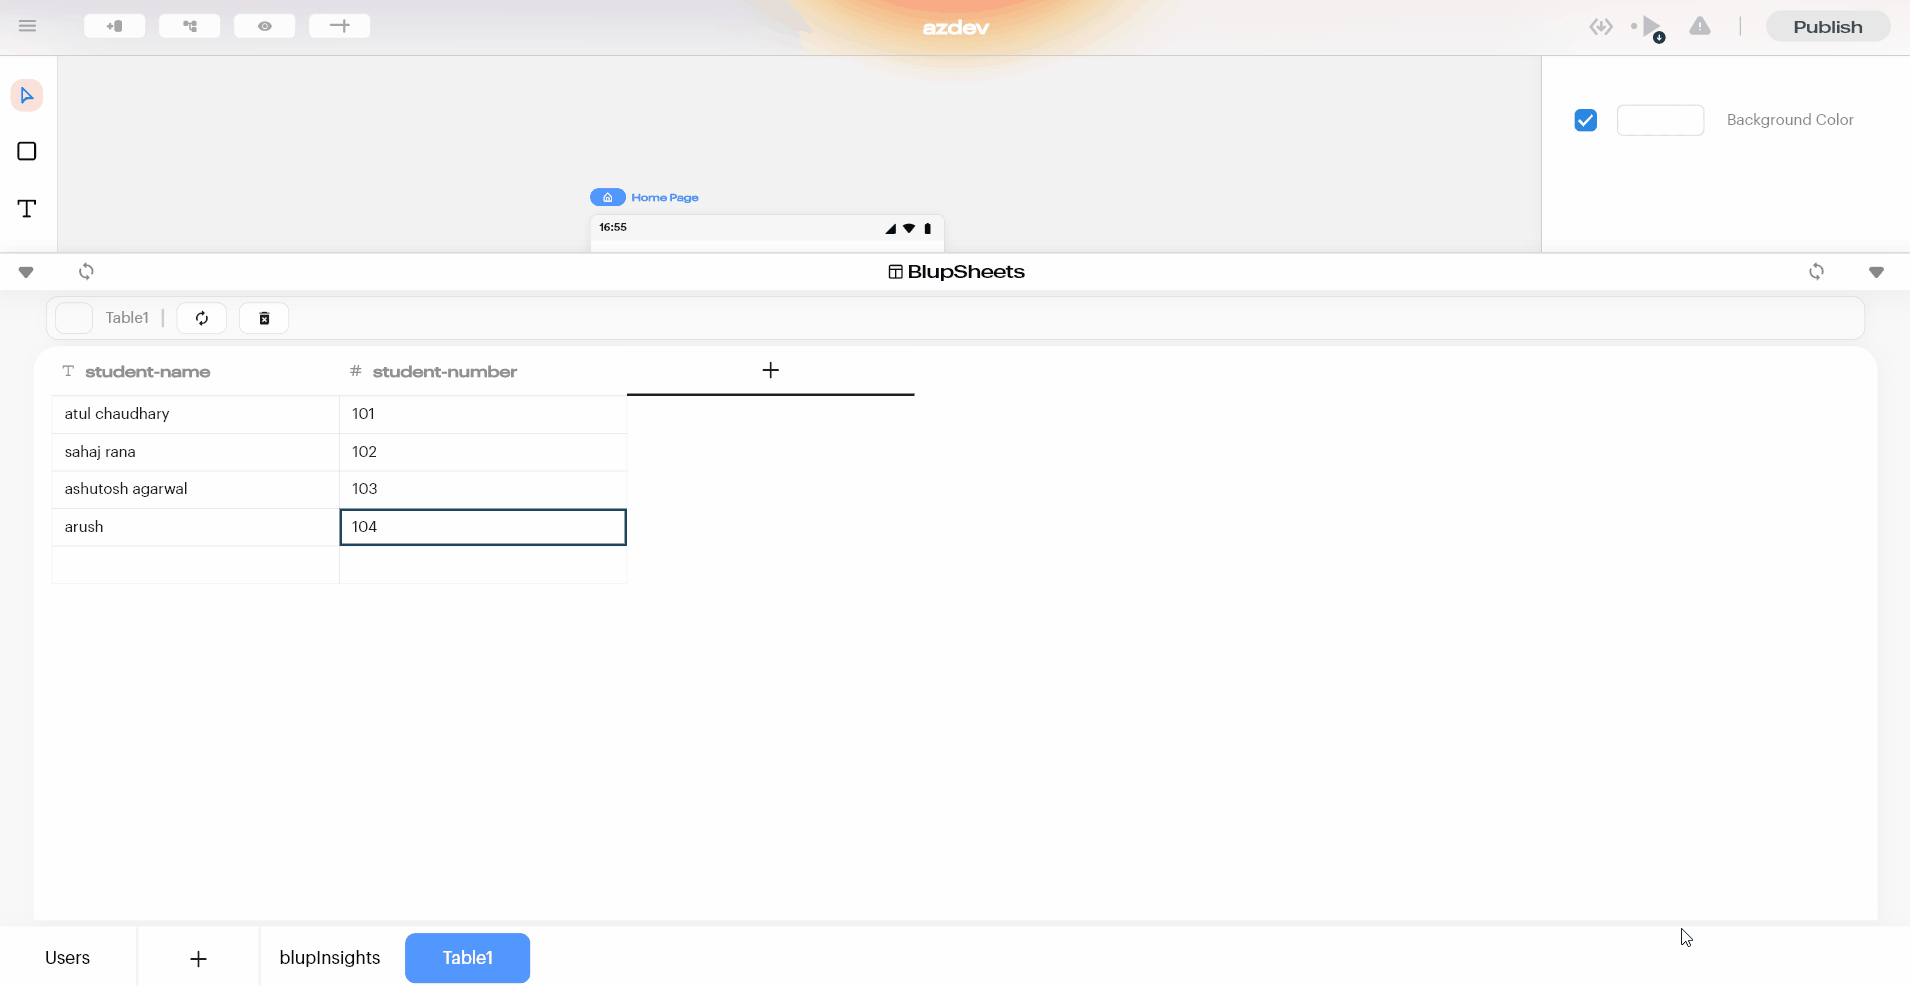 azdev
Publish
Background Color
Home Page
16:55
BlupSheets
Table1
T student-name # student-number
atul chaudhary 101
sahaj rana 102
ashutosh agarwal 103
arush 104
Users
blupInsights
Table1